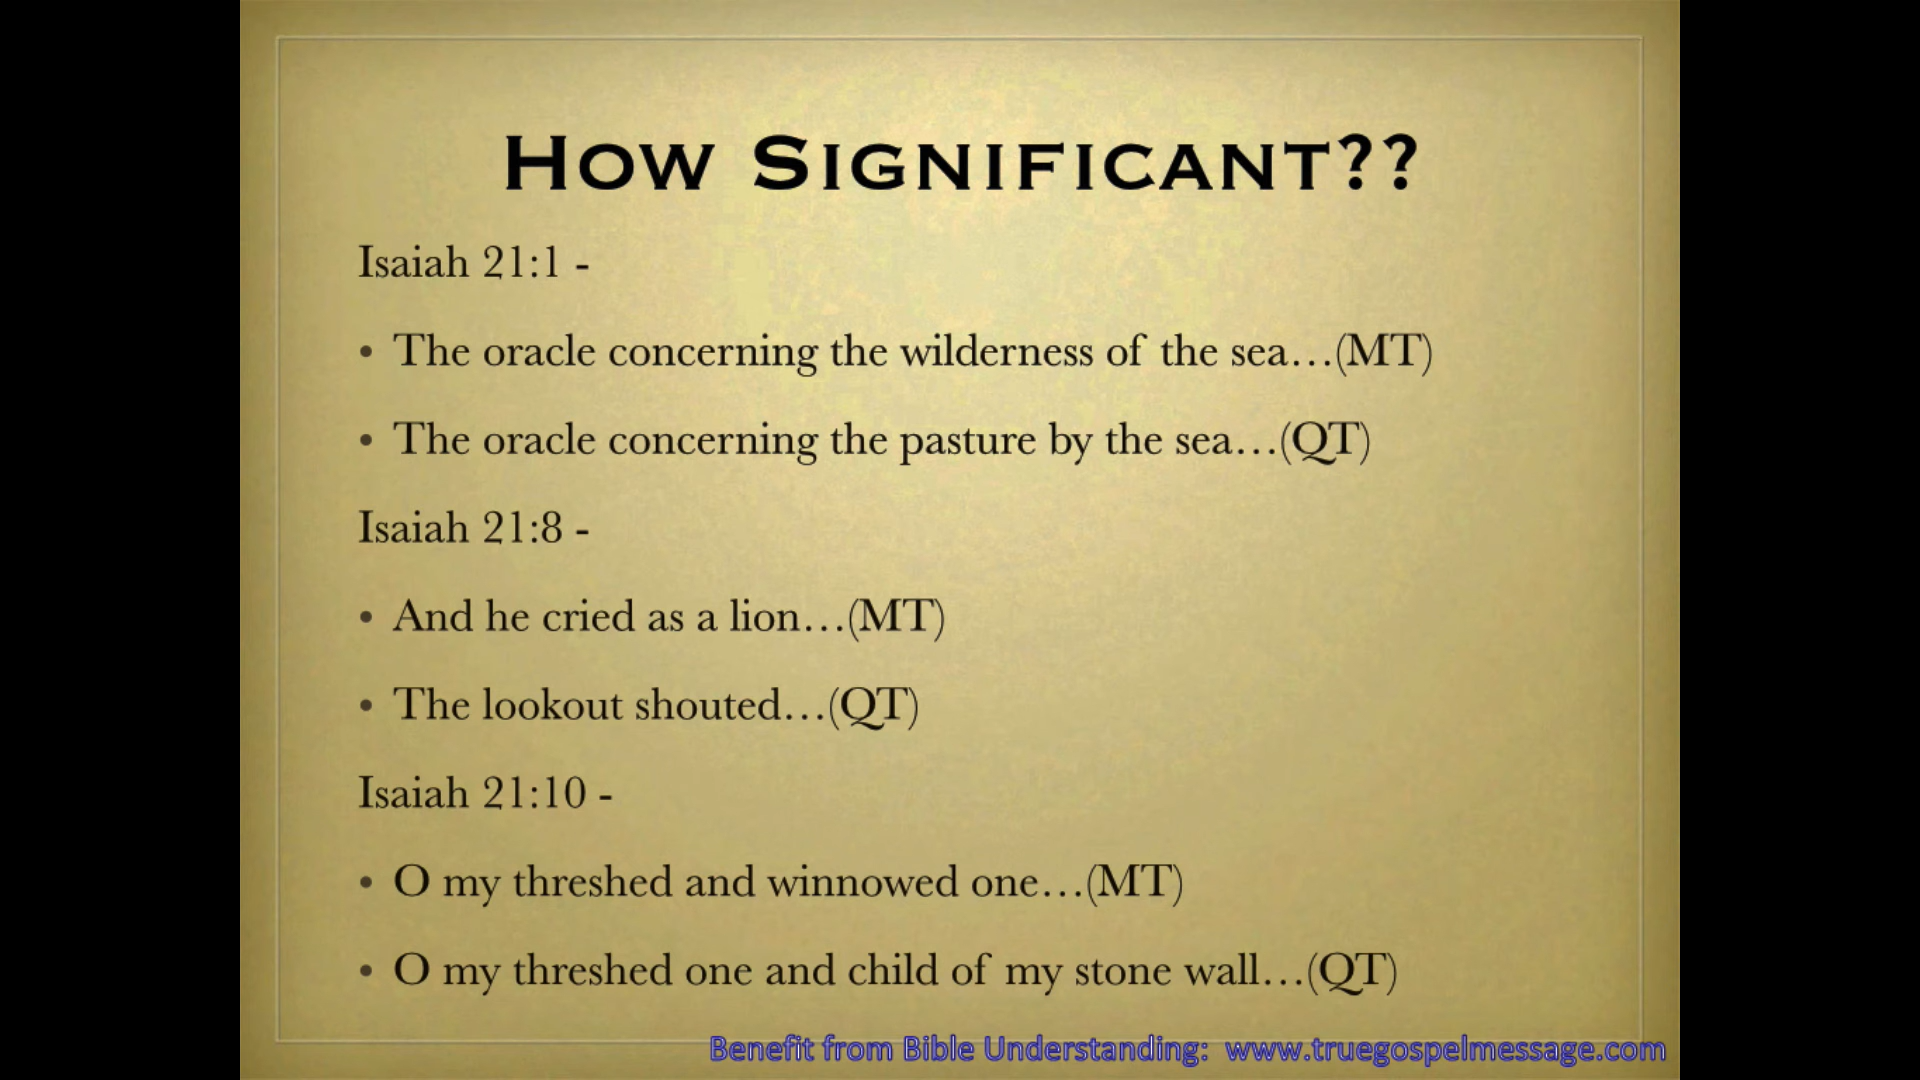 How Significant??
Isaiah 21:1 -
• The oracle concerning the wilderness of the sea…(MT)
• The oracle concerning the pasture by the sea…(QT)
Isaiah 21:8 -
• And he cried as a lion…(MT)
• The lookout shouted…(QT)
Isaiah 21:10 -
• O my threshed and winnowed one…(MT)
• O my threshed one and child of my stone wall…(QT)
Benefit from Bible Understanding: www.truegospelmessage.com